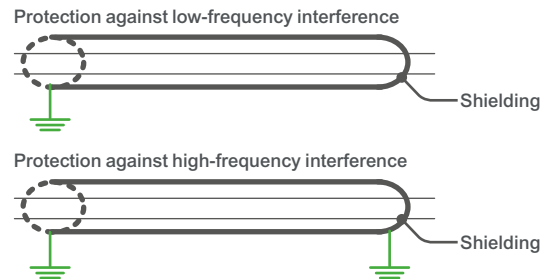 Protection against low-frequency interference
Shielding
Protection against high-frequency interference
Shielding